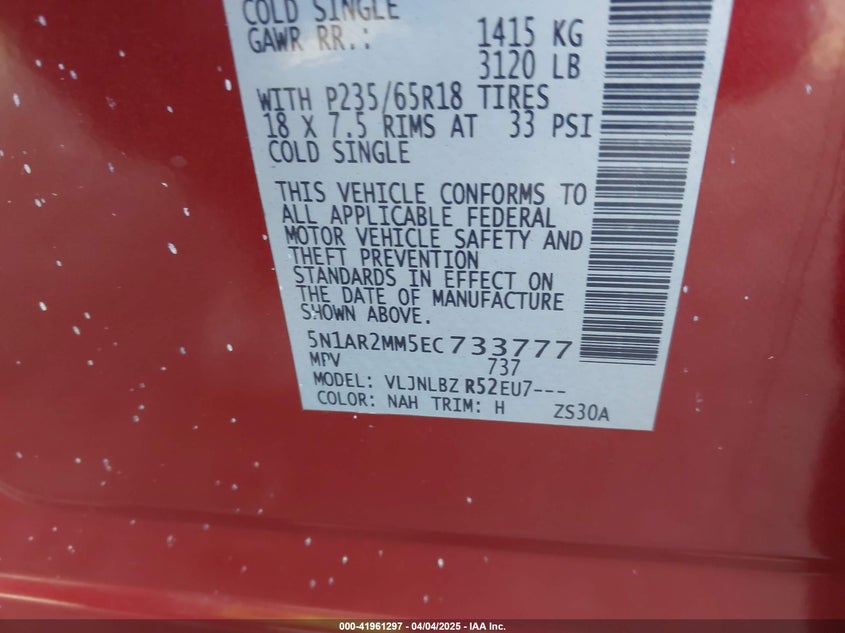 COLD SINGLE
GAWR RR.: 1415 KG
3120 LB
WITH P235/65R18 TIRES
18 X 7.5 RIMS AT 33 PSI
COLD SINGLE
THIS VEHICLE CONFORMS TO
ALL APPLICABLE FEDERAL
MOTOR VEHICLE SAFETY AND
THEFT PREVENTION
STANDARDS IN EFFECT ON
THE DATE OF MANUFACTURE
SHOWN ABOVE.
5N1AR2MM5EC733777
MPV 737
MODEL: VLJNLBZ R52EU7---
COLOR: NAH TRIM: H ZS30A
000-41961297 - 04/04/2025 - IAA Inc.